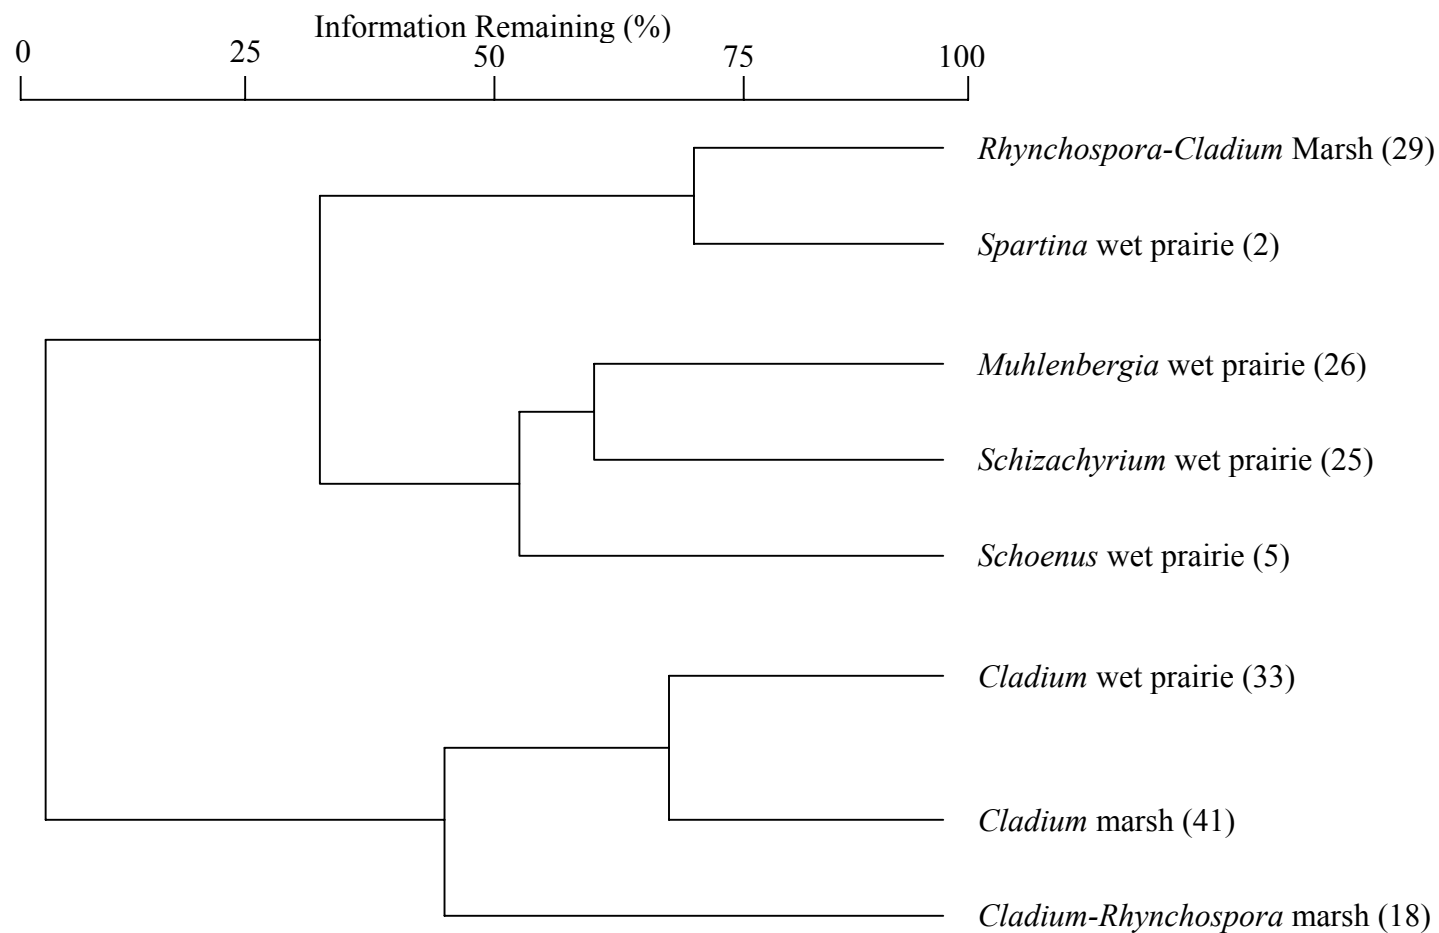 Information Remaining (%)
0 25 50 75 100
Rhynchospora-Cladium Marsh (29)
Spartina wet prairie (2)
Muhlenbergia wet prairie (26)
Schizachyrium wet prairie (25)
Schoenus wet prairie (5)
Cladium wet prairie (33)
Cladium marsh (41)
Cladium-Rhynchospora marsh (18)